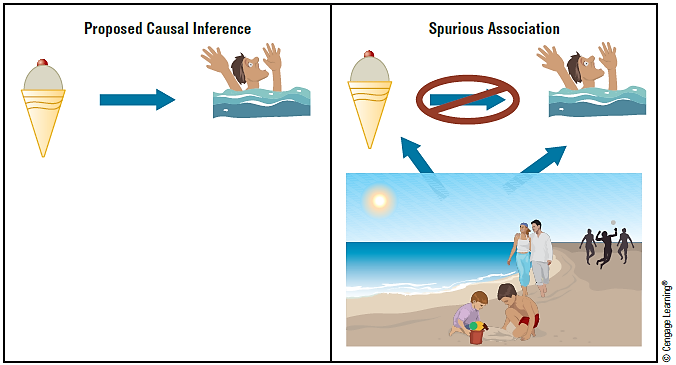 Proposed Causal Inference
Spurious Association
© Cengage Learning®